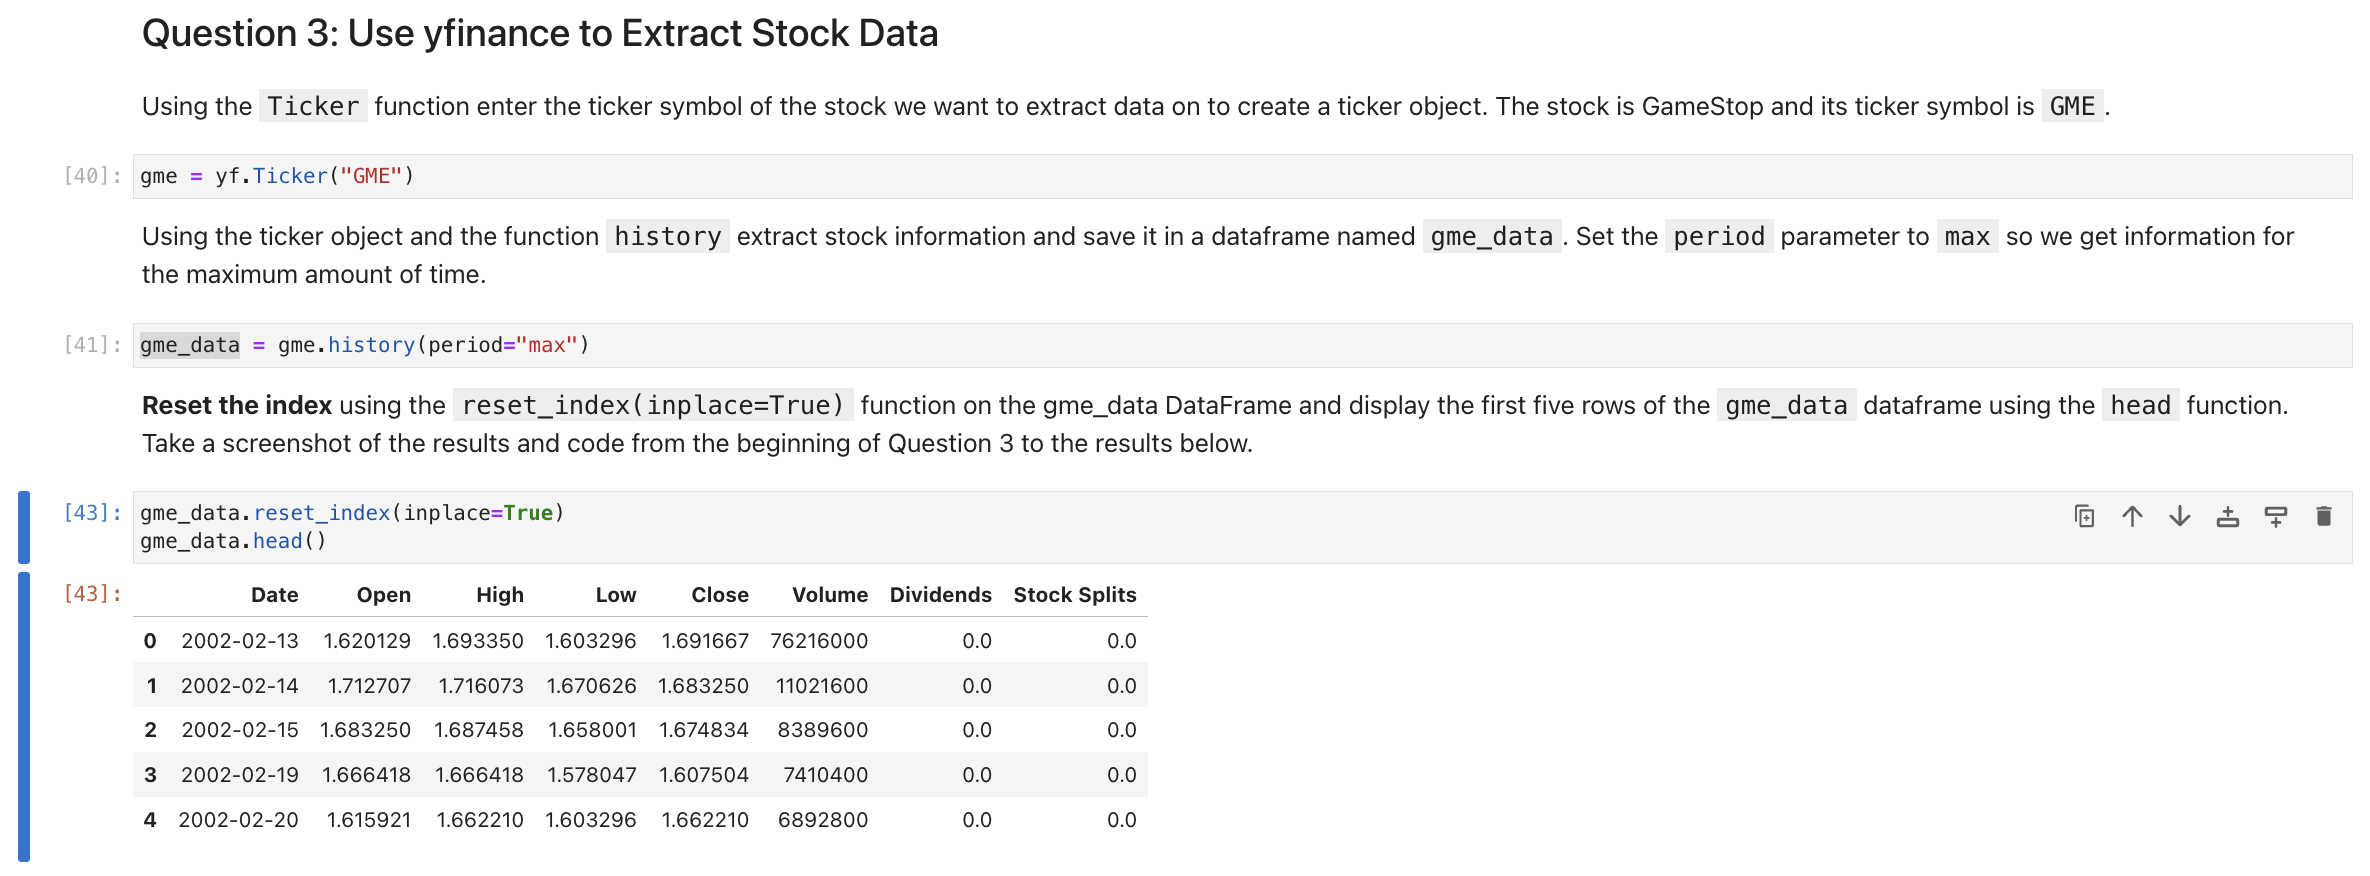 Question 3: Use yfinance to Extract Stock Data
Using the Ticker function enter the ticker symbol of the stock we want to extract data on to create a ticker object. The stock is GameStop and its ticker symbol is GME .
[40]: gme = yf.Ticker("GME")
Using the ticker object and the function history extract stock information and save it in a dataframe named gme_data . Set the period parameter to max so we get information for
the maximum amount of time.
[41]: gme_data = gme.history(period="max")
Reset the index using the reset_index(inplace=True) function on the gme_data DataFrame and display the first five rows of the gme_data dataframe using the head function.
Take a screenshot of the results and code from the beginning of Question 3 to the results below.
[43]: gme_data.reset_index(inplace=True)
gme_data.head()
[43]: Date Open High Low Close Volume Dividends Stock Splits
0 2002-02-13 1.620129 1.693350 1.603296 1.691667 76216000 0.0 0.0
1 2002-02-14 1.712707 1.716073 1.670626 1.683250 11021600 0.0 0.0
2 2002-02-15 1.683250 1.687458 1.658001 1.674834 8389600 0.0 0.0
3 2002-02-19 1.666418 1.666418 1.578047 1.607504 7410400 0.0 0.0
4 2002-02-20 1.615921 1.662210 1.603296 1.662210 6892800 0.0 0.0